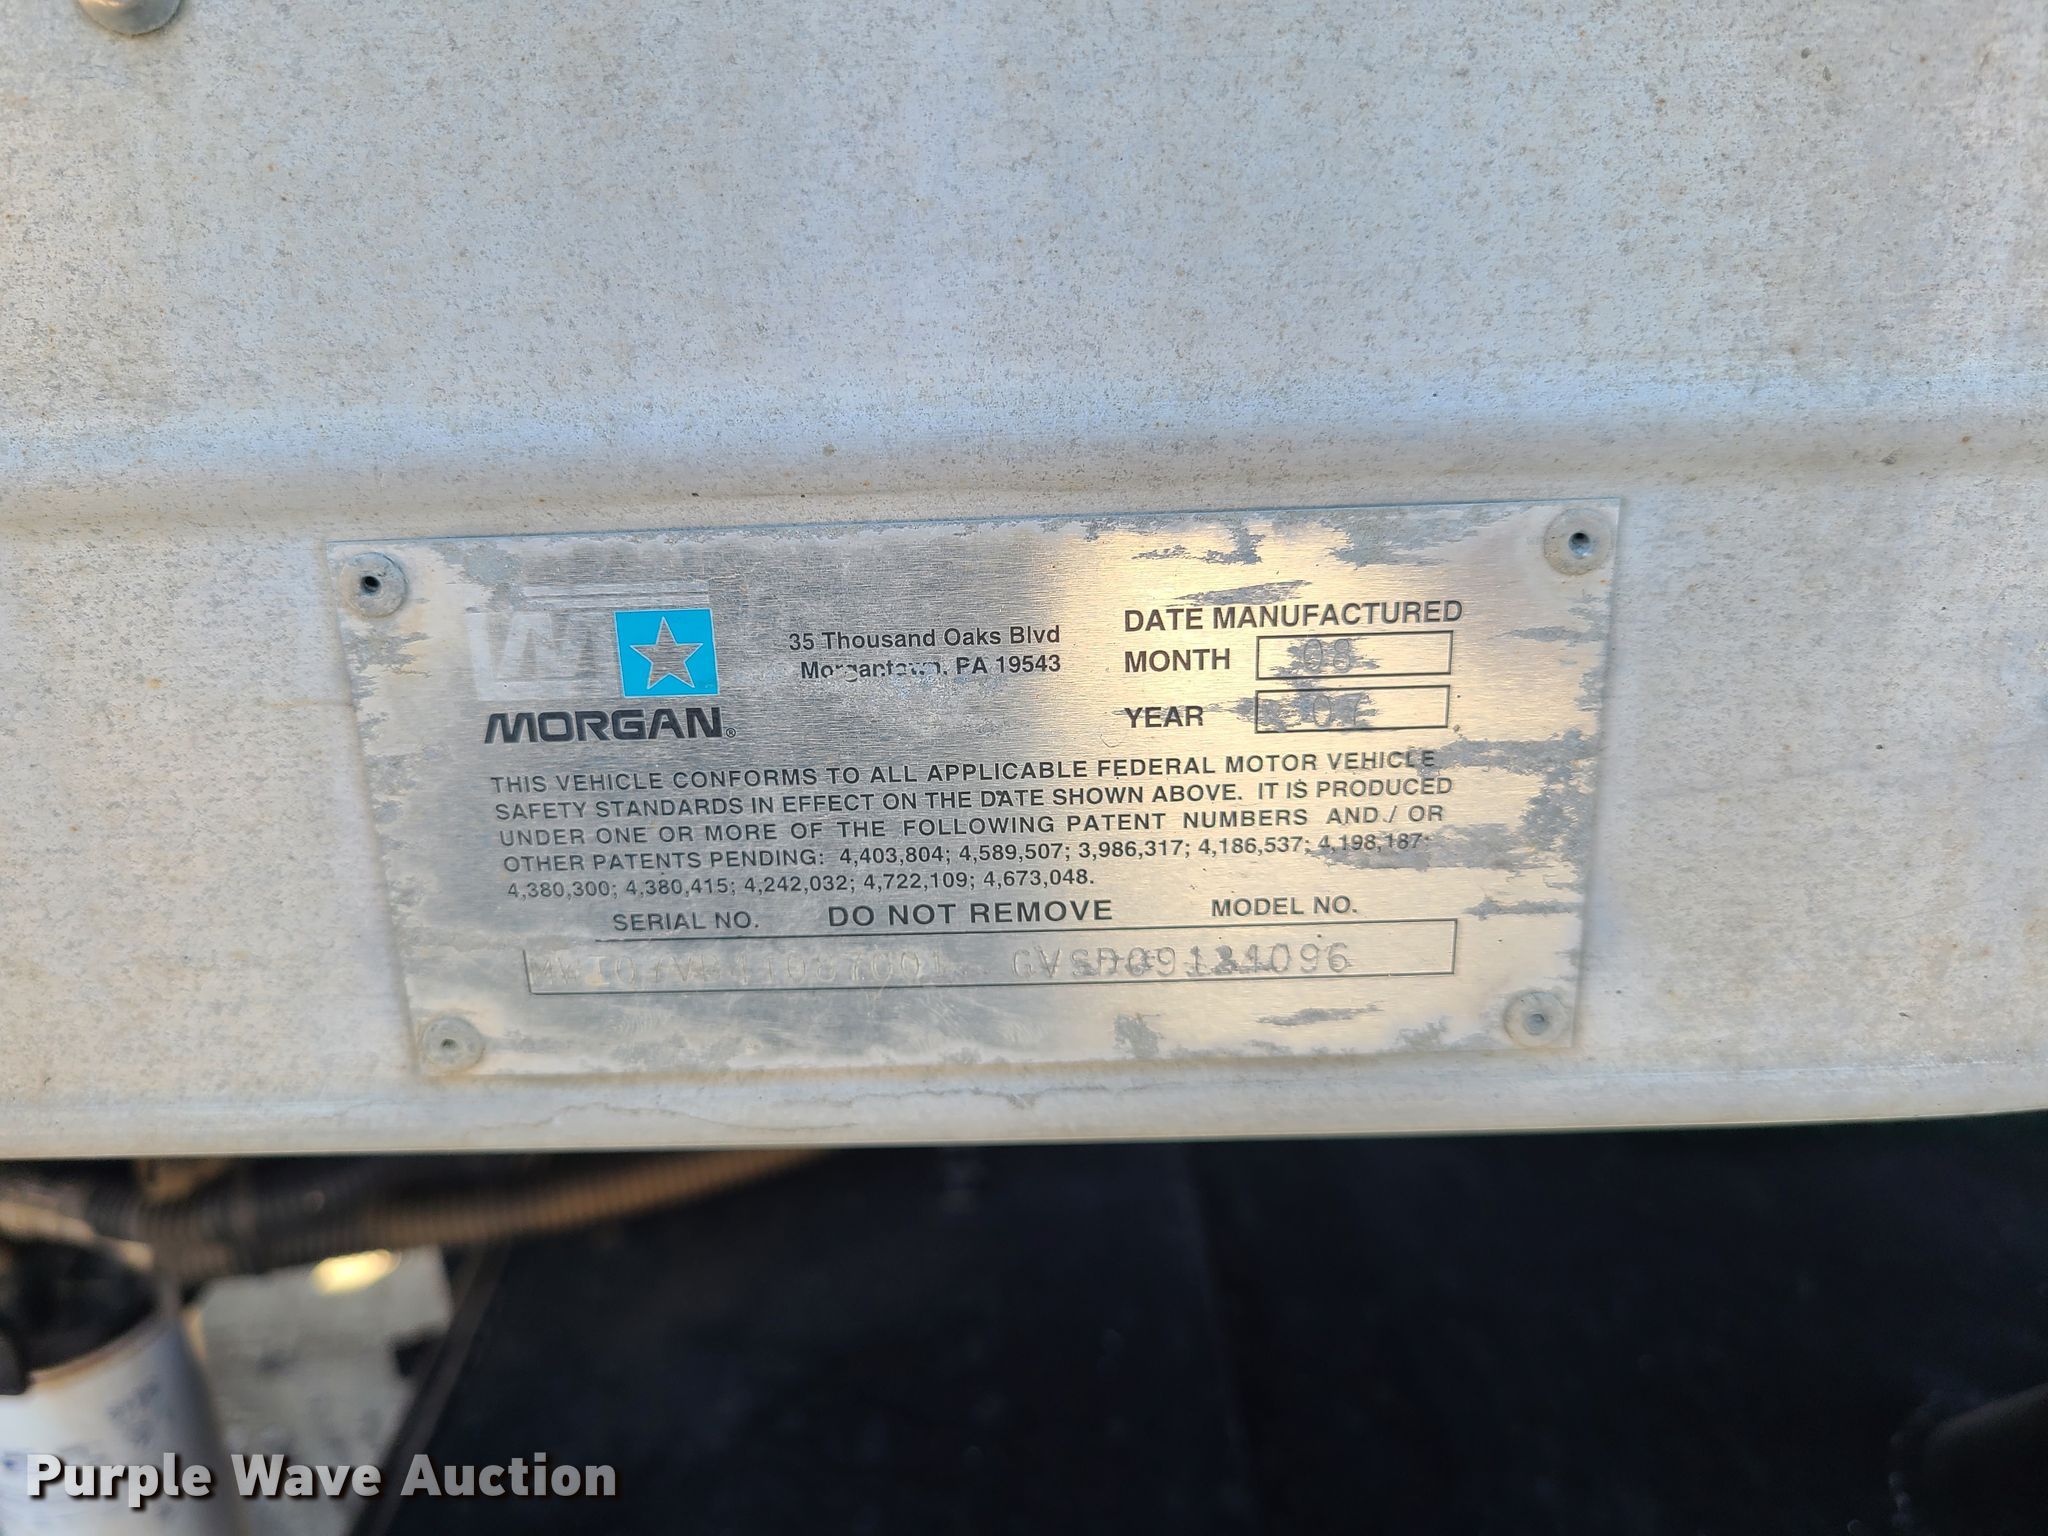 35 Thousand Oaks Blvd
Morgantown, PA 19543
MORGAN®
DATE MANUFACTURED
MONTH 08
YEAR 07
THIS VEHICLE CONFORMS TO ALL APPLICABLE FEDERAL MOTOR VEHICLE
SAFETY STANDARDS IN EFFECT ON THE DATE SHOWN ABOVE. IT IS PRODUCED
UNDER ONE OR MORE OF THE FOLLOWING PATENT NUMBERS AND / OR
OTHER PATENTS PENDING: 4,403,804; 4,589,507; 3,986,317; 4,186,537; 4,198,187;
4,380,300; 4,380,415; 4,242,032; 4,722,109; 4,673,048.
SERIAL NO. DO NOT REMOVE MODEL NO.
Purple Wave Auction